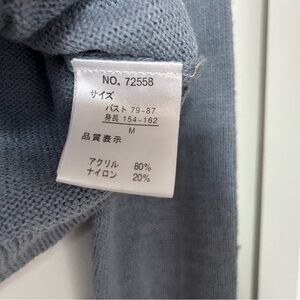 NO. 72558
サイズ
バスト 79-87
身長 154-162
M
品質表示
アクリル 80%
ナイロン 20%